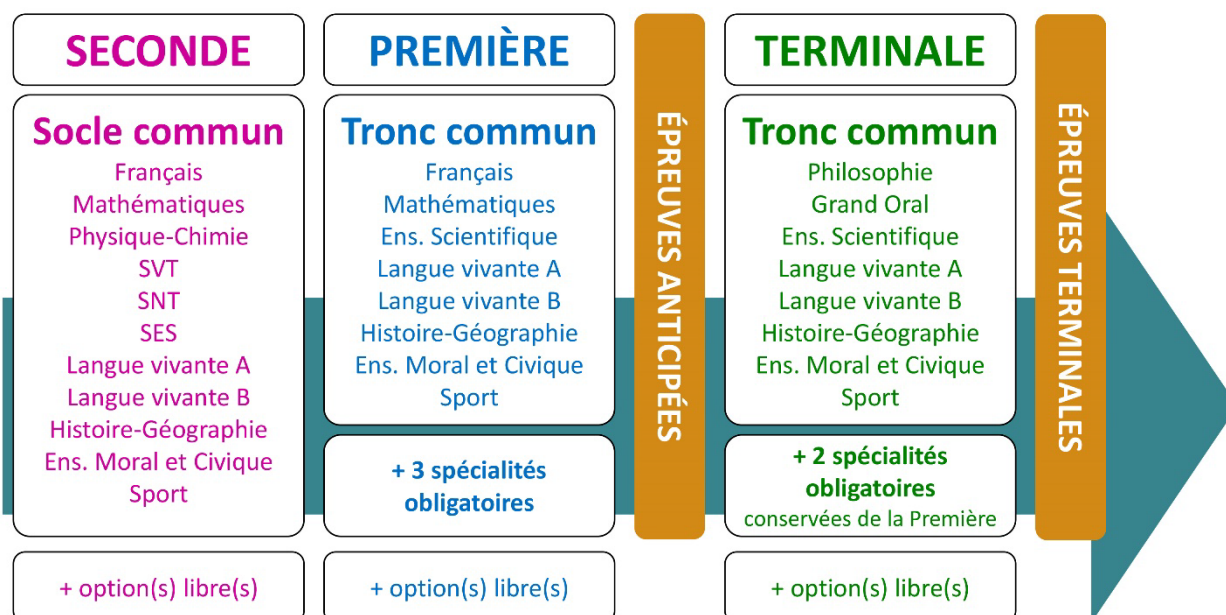 SECONDE
Socle commun
Français
Mathématiques
Physique-Chimie
SVT
SNT
SES
Langue vivante A
Langue vivante B
Histoire-Géographie
Ens. Moral et Civique
Sport
+ option(s) libre(s)
PREMIÈRE
Tronc commun
Français
Mathématiques
Ens. Scientifique
Langue vivante A
Langue vivante B
Histoire-Géographie
Ens. Moral et Civique
Sport
+ 3 spécialités
obligatoires
+ option(s) libre(s)
ÉPREUVES ANTICIPÉES
TERMINALE
Tronc commun
Philosophie
Grand Oral
Ens. Scientifique
Langue vivante A
Langue vivante B
Histoire-Géographie
Ens. Moral et Civique
Sport
+ 2 spécialités
obligatoires
conservées de la Première
+ option(s) libre(s)
ÉPREUVES TERMINALES